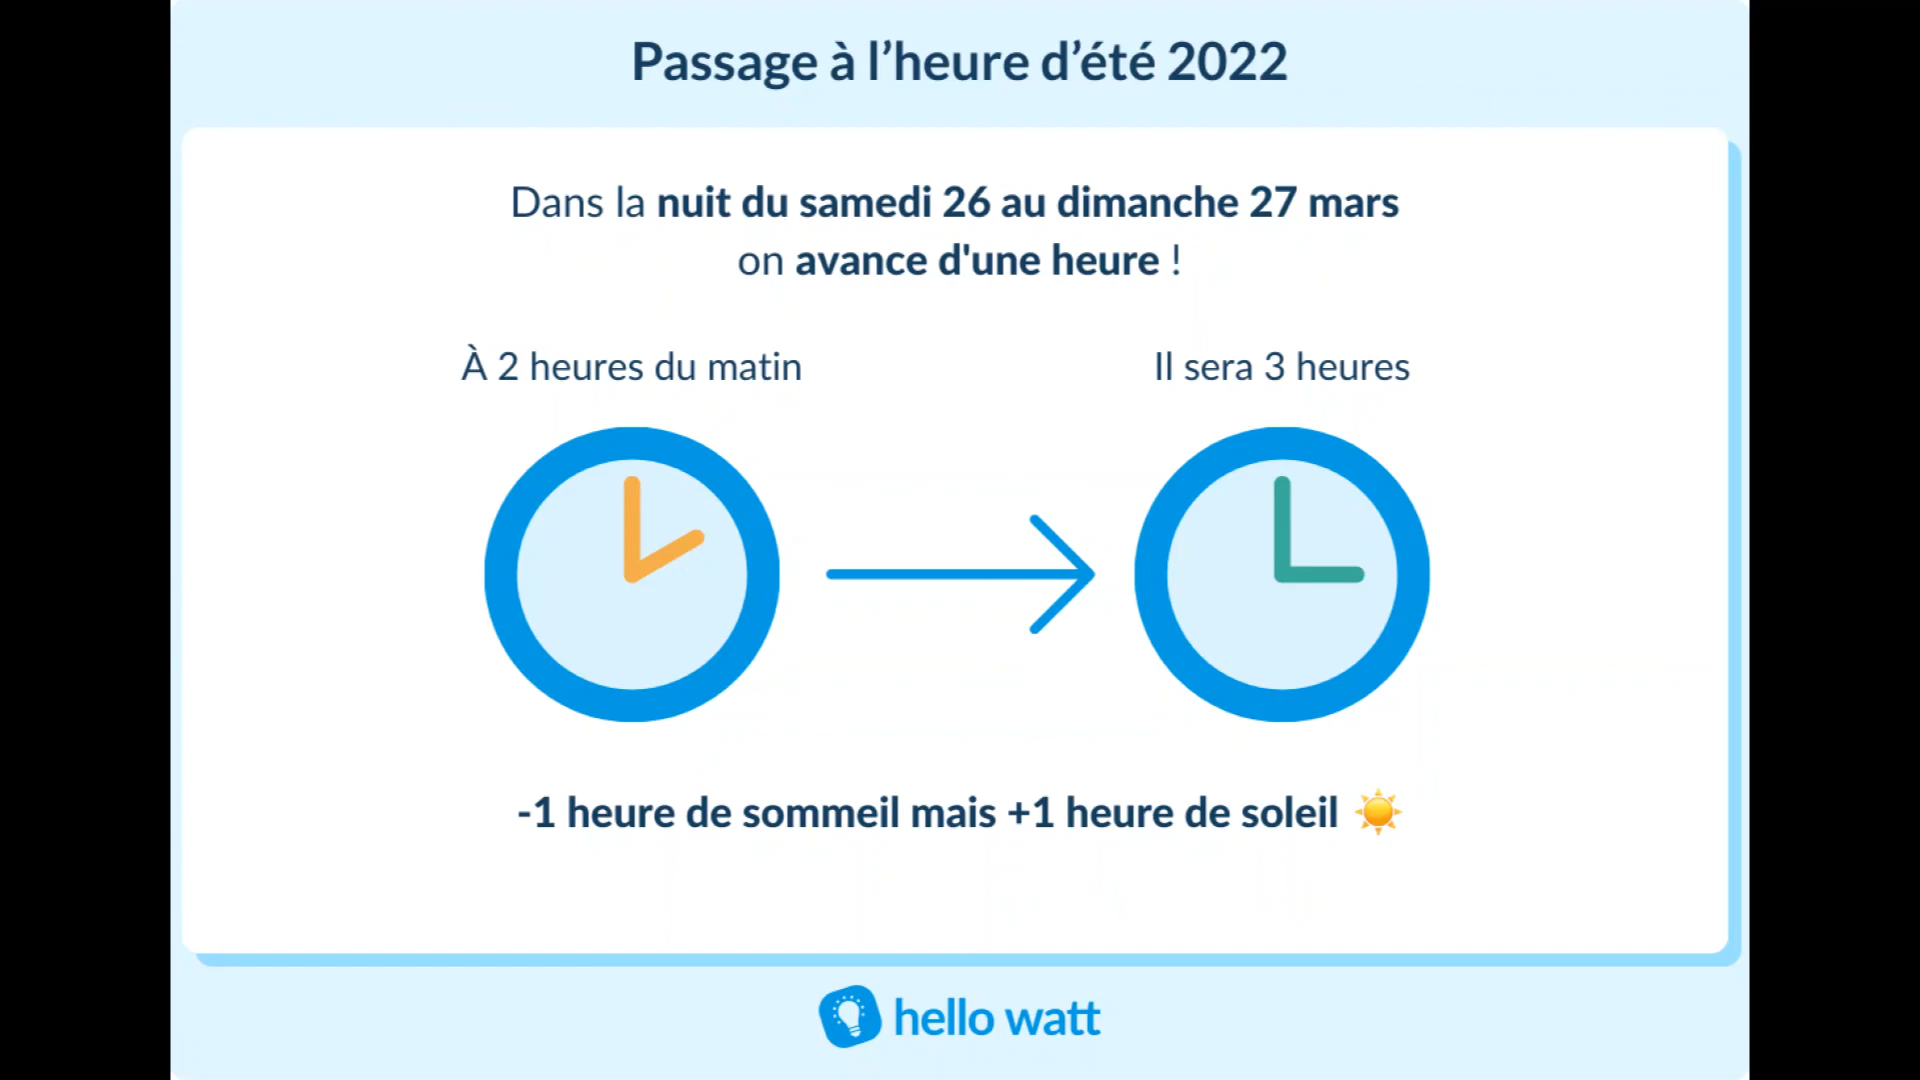 Passage à l’heure d’été 2022
Dans la nuit du samedi 26 au dimanche 27 mars
on avance d'une heure !
À 2 heures du matin
Il sera 3 heures
-1 heure de sommeil mais +1 heure de soleil ☀️
hello watt